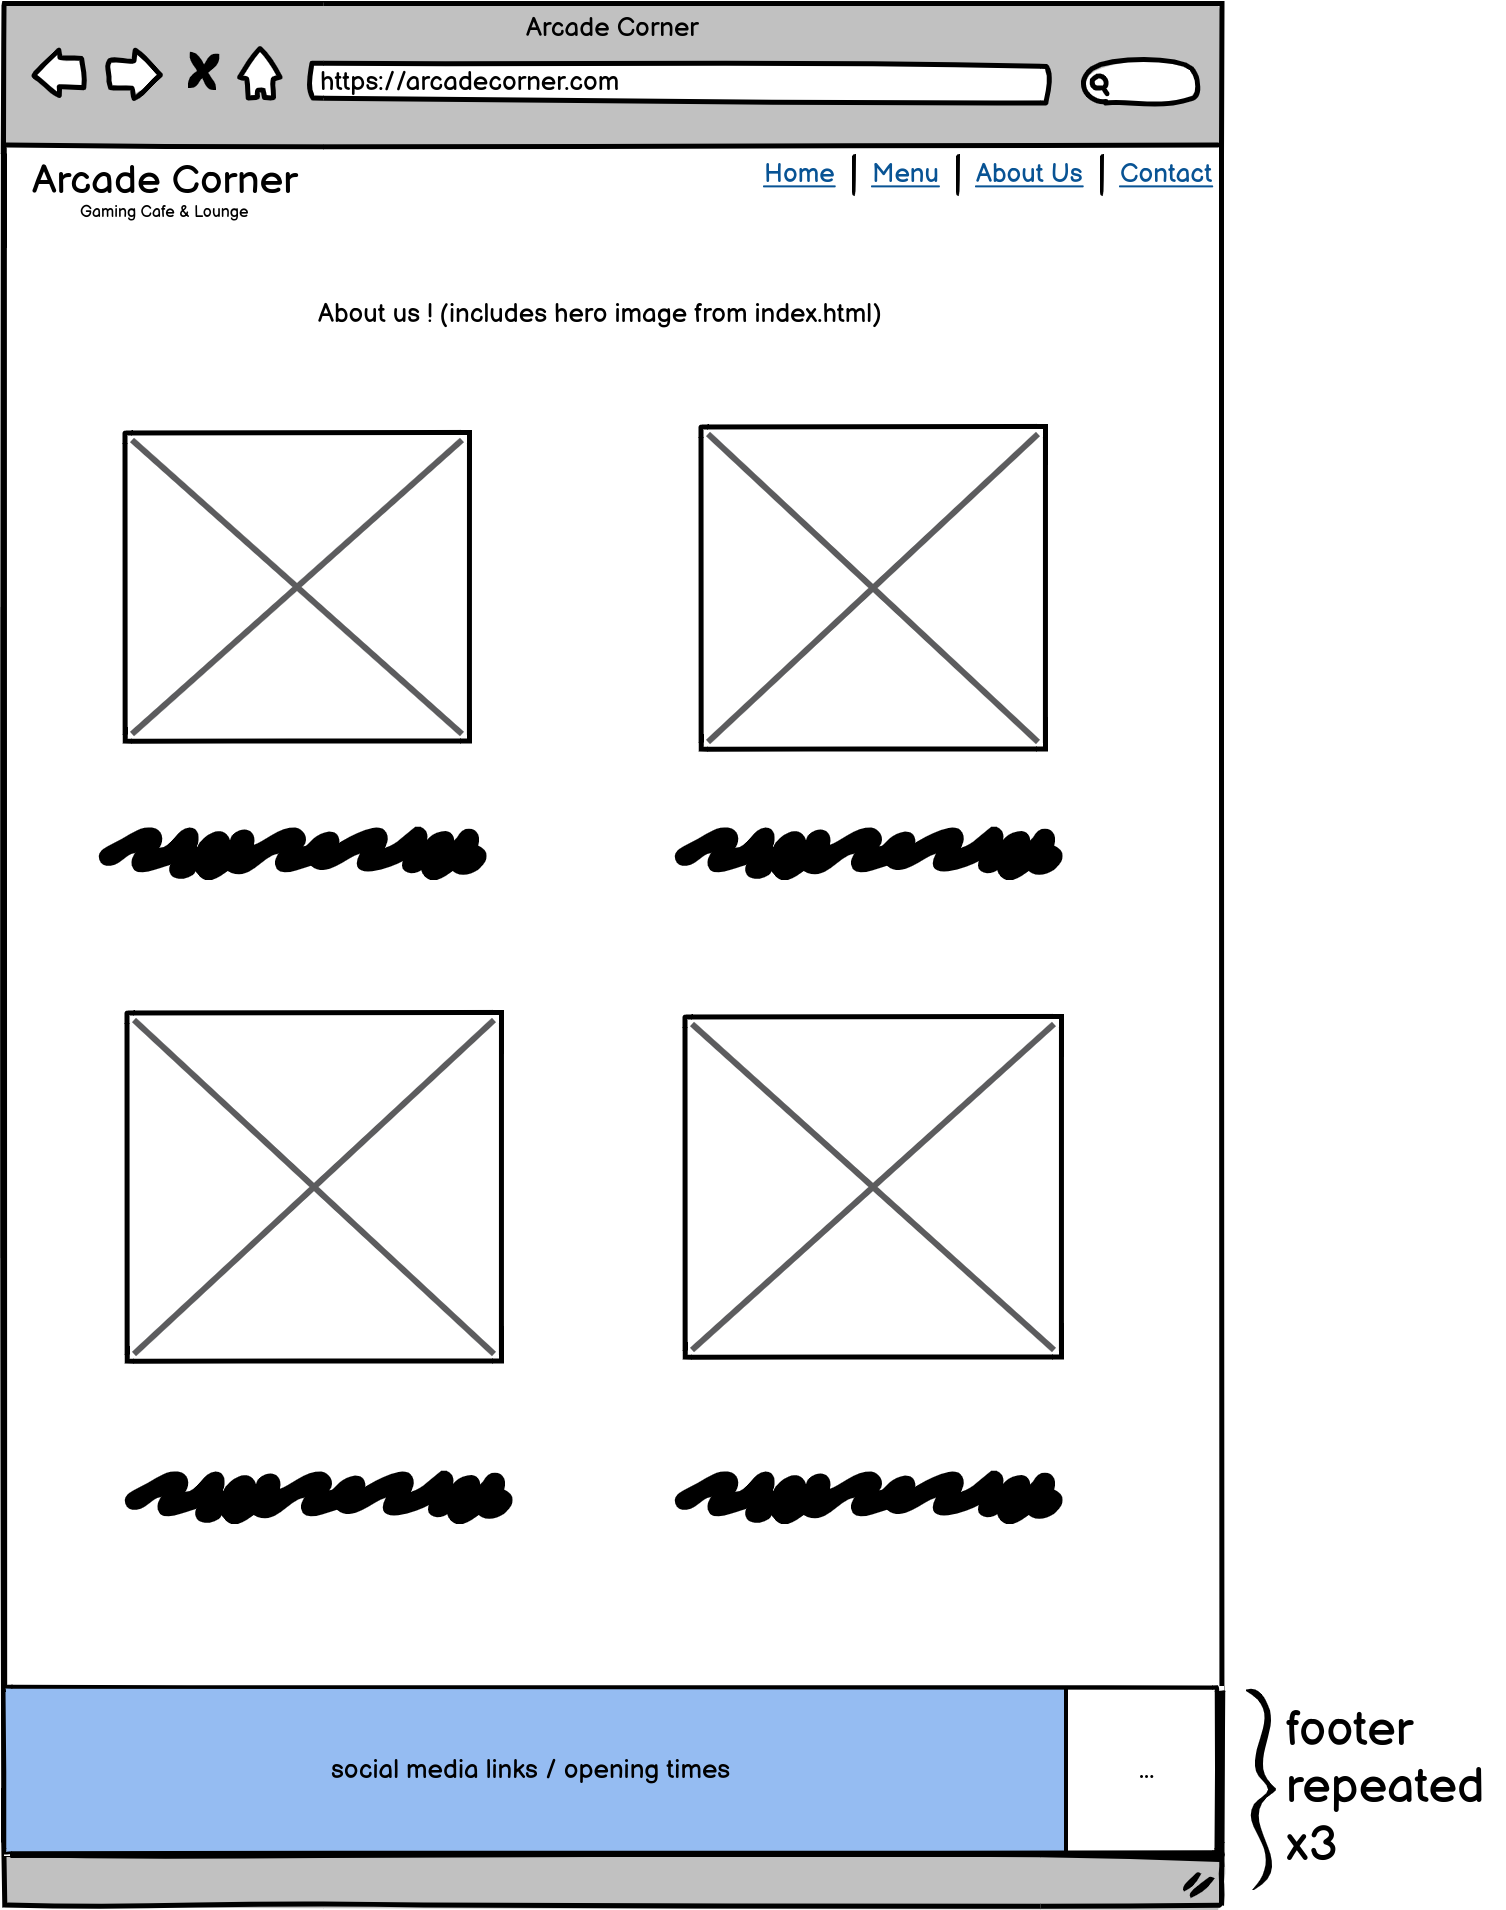 Arcade Corner
https://arcadecorner.com
Arcade Corner
Gaming Cafe & Lounge
Home
Menu
About Us
Contact
About us ! (includes hero image from index.html)
social media links / opening times
...
footer
repeated
x3